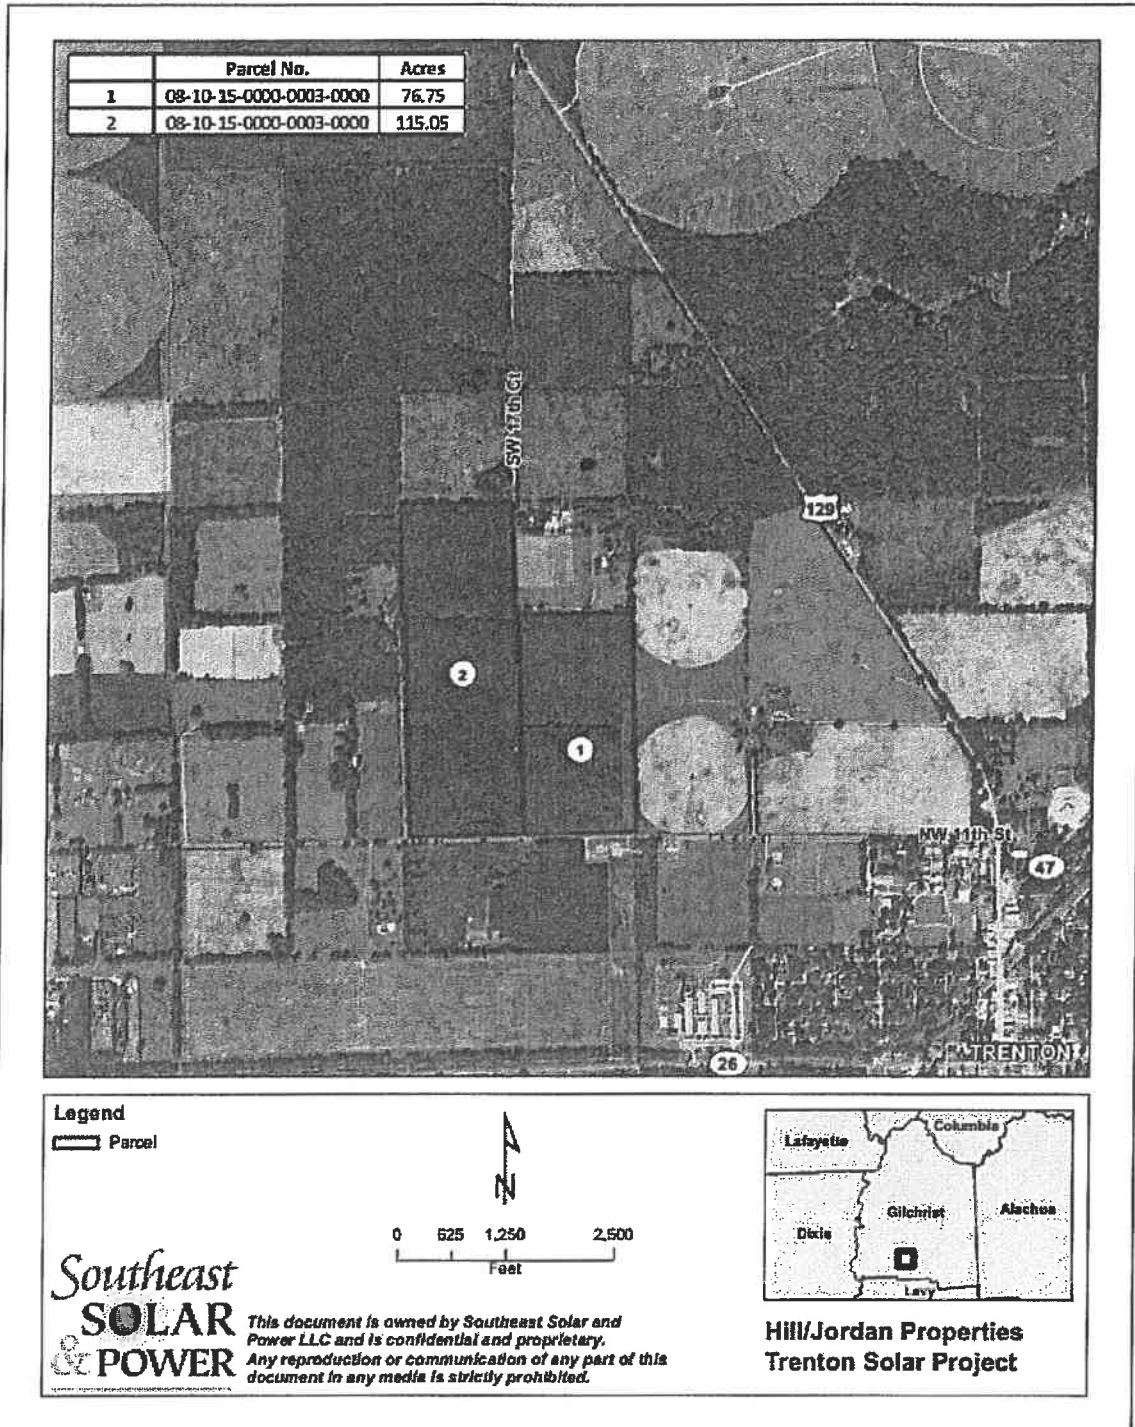 Parcel No. Acres
1 08-10-15-0000-0003-0000 76.75
2 08-10-15-0000-0003-0000 115.05
SW 17th Ct
129
2
1
NW 11th St
47
TRENTON
26
Legend
Parcel
N
0 625 1,250 2,500
Feet
Lafayette
Columbia
Gilchrist
Alachua
Dixie
Levy
Southeast
SOLAR
& POWER
This document is owned by Southeast Solar and
Power LLC and is confidential and proprietary.
Any reproduction or communication of any part of this
document in any media is strictly prohibited.
Hill/Jordan Properties
Trenton Solar Project